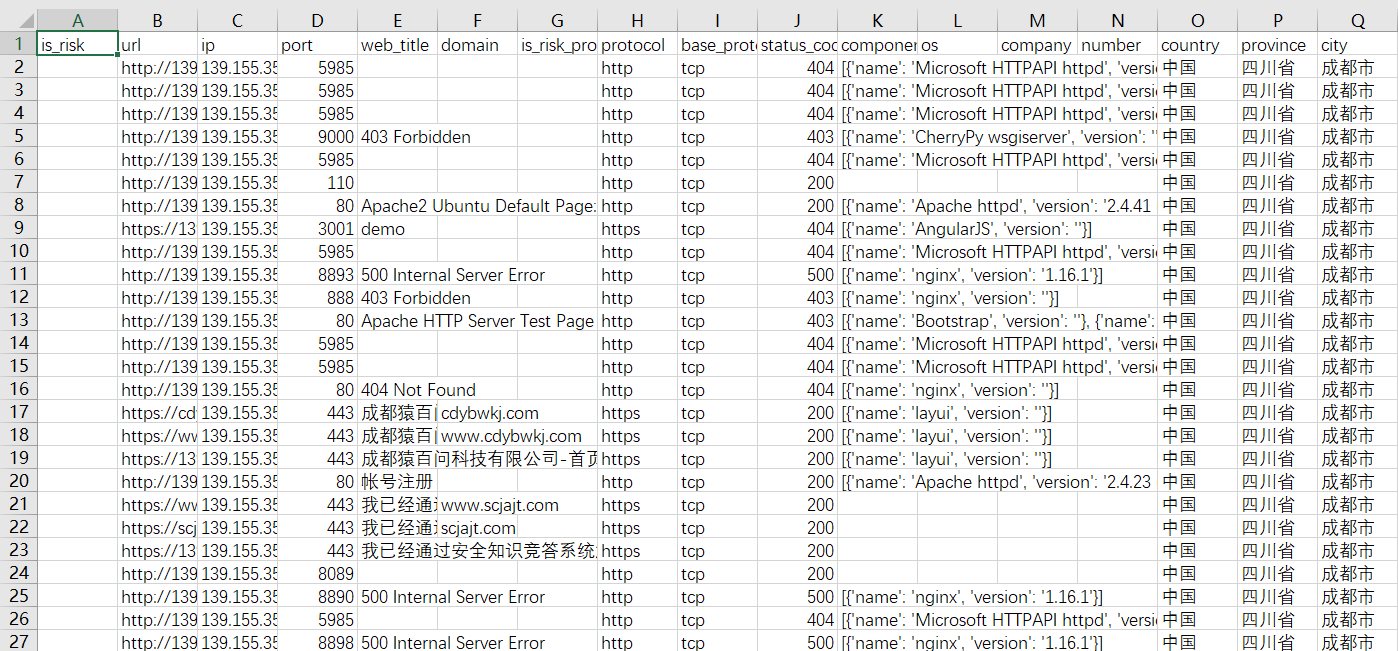 A B C D E F G H I J K L M N O P Q
1 is_risk url ip port web_title domain is_risk_pro protocol base_prot status_coc componer os company number country province city
2 http://139 139.155.35 5985 http tcp 404 [{'name': 'Microsoft HTTPAPI httpd', 'versi 中国 四川省 成都市
3 http://139 139.155.35 5985 http tcp 404 [{'name': 'Microsoft HTTPAPI httpd', 'versi 中国 四川省 成都市
4 http://139 139.155.35 5985 http tcp 404 [{'name': 'Microsoft HTTPAPI httpd', 'versi 中国 四川省 成都市
5 http://139 139.155.35 9000 403 Forbidden http tcp 403 [{'name': 'CherryPy wsgiserver', 'version': '' 中国 四川省 成都市
6 http://139 139.155.35 5985 http tcp 404 [{'name': 'Microsoft HTTPAPI httpd', 'versi 中国 四川省 成都市
7 http://139 139.155.35 110 http tcp 200 中国 四川省 成都市
8 http://139 139.155.35 80 Apache2 Ubuntu Default Page: http tcp 200 [{'name': 'Apache httpd', 'version': '2.4.41 中国 四川省 成都市
9 https://13 139.155.35 3001 demo https tcp 404 [{'name': 'AngularJS', 'version': ''}] 中国 四川省 成都市
10 http://139 139.155.35 5985 http tcp 404 [{'name': 'Microsoft HTTPAPI httpd', 'versi 中国 四川省 成都市
11 http://139 139.155.35 8893 500 Internal Server Error http tcp 500 [{'name': 'nginx', 'version': '1.16.1'}] 中国 四川省 成都市
12 http://139 139.155.35 888 403 Forbidden http tcp 403 [{'name': 'nginx', 'version': ''}] 中国 四川省 成都市
13 http://139 139.155.35 80 Apache HTTP Server Test Page http tcp 403 [{'name': 'Bootstrap', 'version': ''}, {'name': 中国 四川省 成都市
14 http://139 139.155.35 5985 http tcp 404 [{'name': 'Microsoft HTTPAPI httpd', 'versi 中国 四川省 成都市
15 http://139 139.155.35 5985 http tcp 404 [{'name': 'Microsoft HTTPAPI httpd', 'versi 中国 四川省 成都市
16 http://139 139.155.35 80 404 Not Found http tcp 404 [{'name': 'nginx', 'version': ''}] 中国 四川省 成都市
17 https://cd 139.155.35 443 成都猿百 cdybwkj.com https tcp 200 [{'name': 'layui', 'version': ''}] 中国 四川省 成都市
18 https://wv 139.155.35 443 成都猿百 www.cdybwkj.com https tcp 200 [{'name': 'layui', 'version': ''}] 中国 四川省 成都市
19 https://13 139.155.35 443 成都猿百问科技有限公司-首页 https tcp 200 [{'name': 'layui', 'version': ''}] 中国 四川省 成都市
20 http://139 139.155.35 80 帐号注册 http tcp 200 [{'name': 'Apache httpd', 'version': '2.4.23 中国 四川省 成都市
21 https://wv 139.155.35 443 我已经通 www.scjajt.com https tcp 200 中国 四川省 成都市
22 https://scj 139.155.35 443 我已经通 scjajt.com https tcp 200 中国 四川省 成都市
23 https://13 139.155.35 443 我已经通过安全知识竞答系统 https tcp 200 中国 四川省 成都市
24 http://139 139.155.35 8089 http tcp 200 中国 四川省 成都市
25 http://139 139.155.35 8890 500 Internal Server Error http tcp 500 [{'name': 'nginx', 'version': '1.16.1'}] 中国 四川省 成都市
26 http://139 139.155.35 5985 http tcp 404 [{'name': 'Microsoft HTTPAPI httpd', 'versi 中国 四川省 成都市
27 http://139 139.155.35 8898 500 Internal Server Error http tcp 500 [{'name': 'nginx', 'version': '1.16.1'}] 中国 四川省 成都市